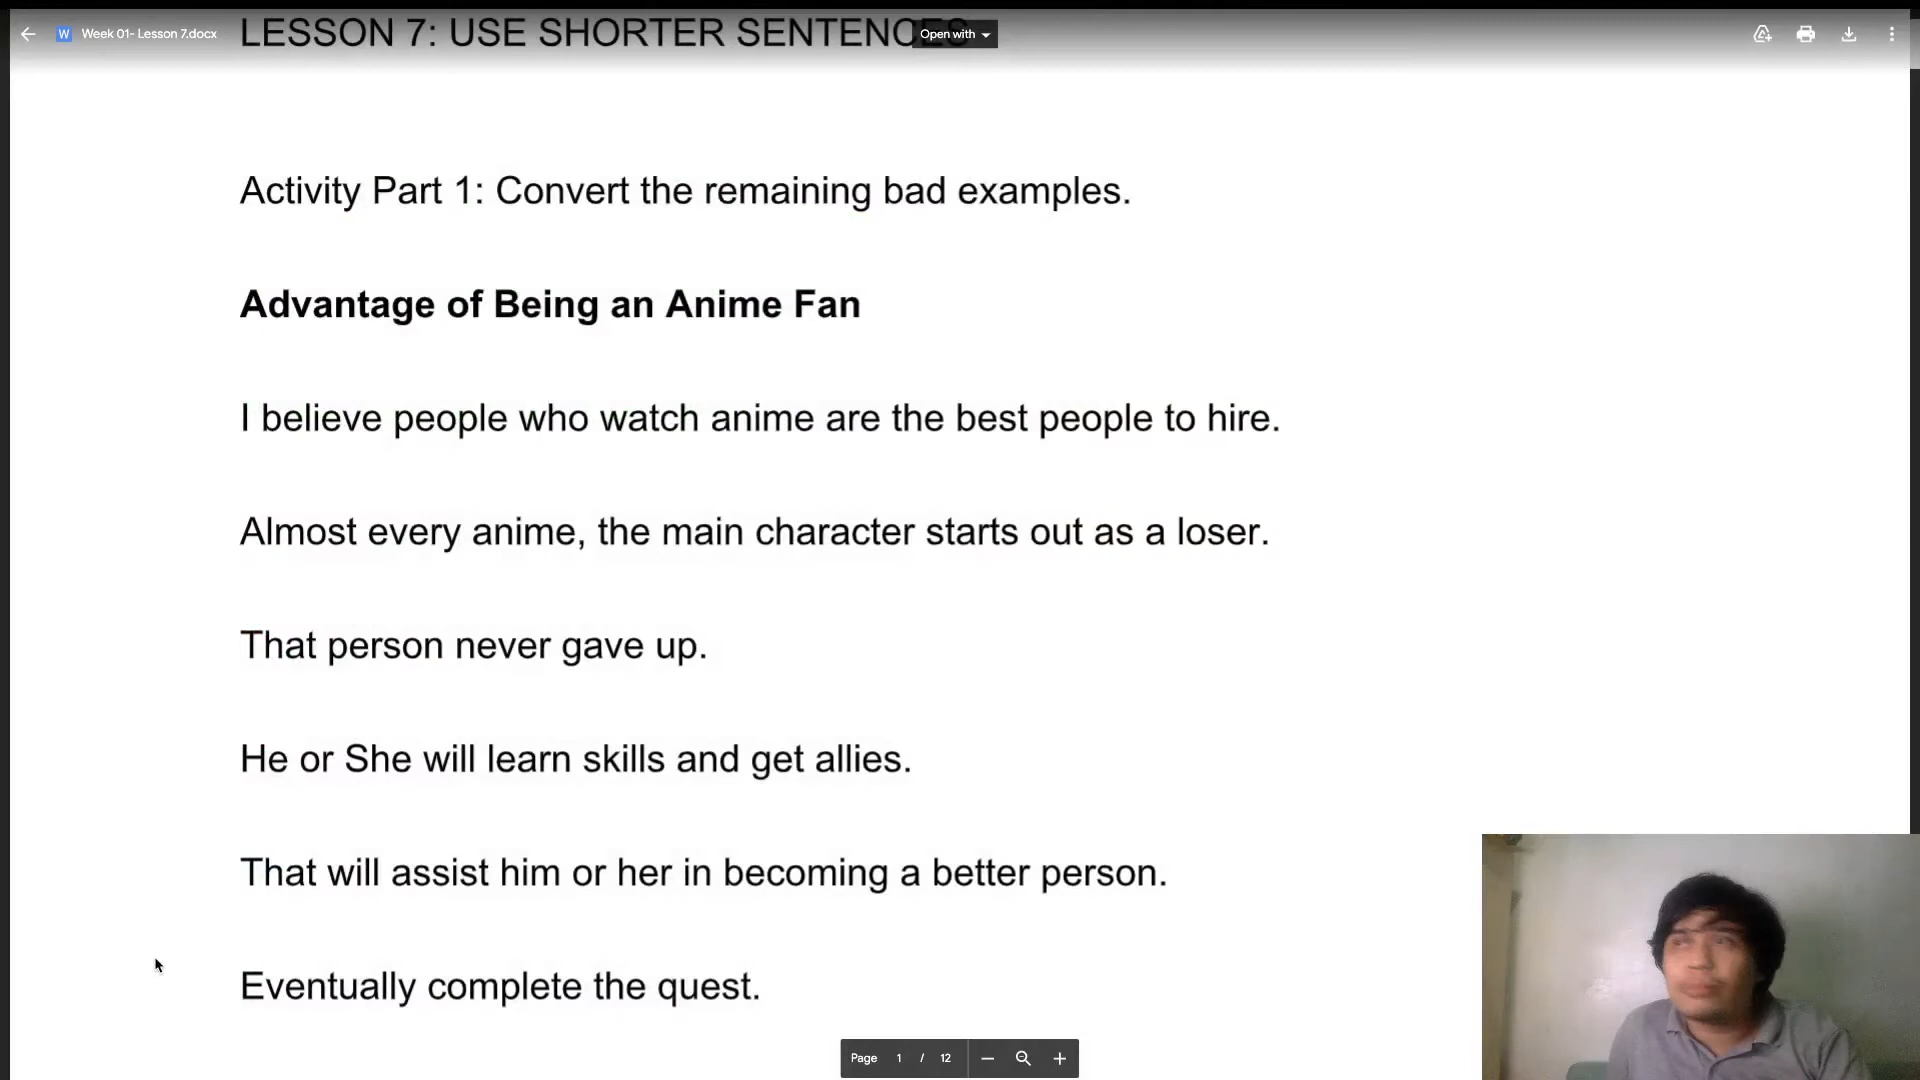 Week 01- Lesson 7.docx
LESSON 7: USE SHORTER SENTENCES
Open with
Activity Part 1: Convert the remaining bad examples.
Advantage of Being an Anime Fan
I believe people who watch anime are the best people to hire.
Almost every anime, the main character starts out as a loser.
That person never gave up.
He or She will learn skills and get allies.
That will assist him or her in becoming a better person.
Eventually complete the quest.
Page 1 / 12